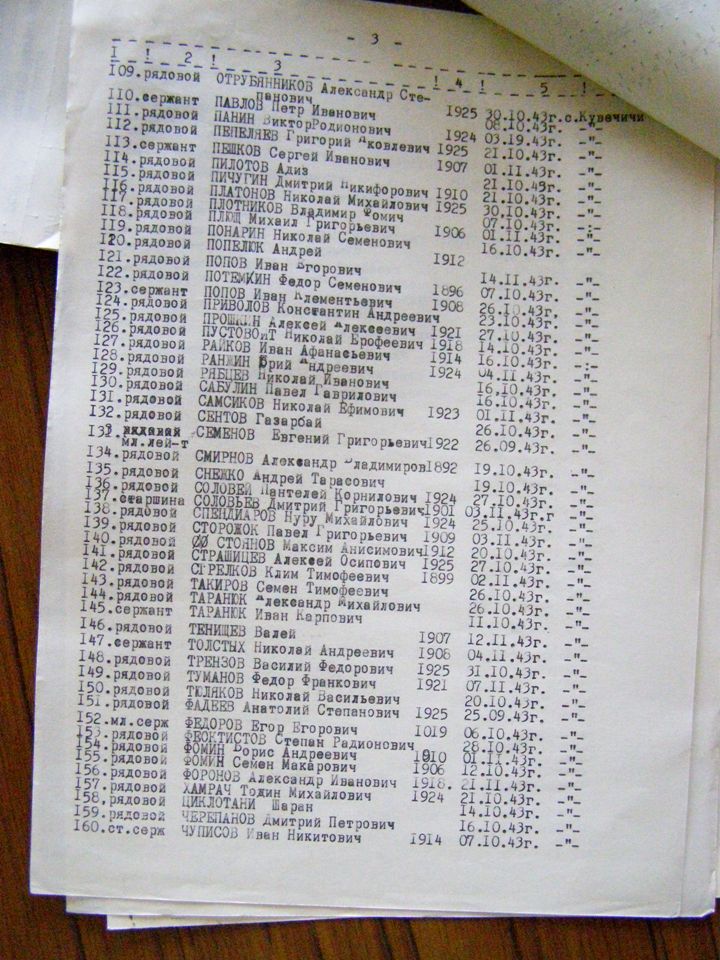 - 3 -
I ! 2 ! 3 ! 4 ! 5 !
109.рядовой ОТРУБЯННИКОВ Александр Сте-
панович 30.10.43г.с.Кувечичи
110.сержант ПАВЛОВ Петр Иванович 1925 08.10.43г. -"-
111.рядовой ПАНИН ВикторРодионович
112.рядовой ПЕПЕЛЯЕВ Григорий Яковлевич 1924 03.19.43г. -"-
113.сержант ПЕШКОВ Сергей Иванович 1925 21.10.43г. -"-
114.рядовой ПИЛОТОВ Адиз 1907 01.11.43г. -"-
115.рядовой ПИЧУГИН Дмитрий Никифорович 1910 21.10.45г. -"-
116.рядовой ПЛАТОНОВ Николай Михайлович 1925 21.10.43г. -"-
117.рядовой ПЛОТНИКОВ Владимир Фомич 30.10.43г. -"-
118.рядовой ПЛЮЩ Михаил Григорьевич 1906 07.10.43г. -:-
119.рядовой ПОНАРИН Николай Семенович 01.11.43г. -"-
120.рядовой ПОПЕЛЮК Андрей 1912 16.10.43г. -"-
121.рядовой ПОПОВ Иван Егорович
122.рядовой ПОТЕМКИН Федор Семенович 1896 14.11.43г. -"-
123.сержант ПОПОВ Иван Клементьевич 1908 07.10.43г. -"-
124.рядовой ПРИВОЛОВ Константин Андреевич 26.10.43г. -"-
125.рядовой ПРОШКИН Алексей Алексеевич 1921 23.10.43г. -"-
126.рядовой ПУСТОВОИТ Николай Ерофеевич 1918 27.10.43г. -"-
127.рядовой РАЙКОВ Иван Афанасьевич 1914 14.10.43г. -"-
128.рядовой РАНЖИН Юрий Андреевич 1924 16.10.43г. -:-
129.рядовой РЯБЦЕВ Николай Иванович 04.11.43г. -"-
130.рядовой САБУЛИН Павел Гаврилович 16.10.43г. -"-
131.рядовой САМСИКОВ Николай Ефимович 1923 16.10.43г. -"-
132.рядовой СЕНТОВ Газарбай 01.11.43г. -"-
133. СЕМЕНОВ Евгений Григорьевич1922 26.10.43г. -"-
мл.лей-т 26.09.43г. -"-
134.рядовой СМИРНОВ Александр Владимиров1892 19.10.43г. -"-
135.рядовой СНЕЖКО Андрей Тарасович 19.10.43г. -"-
136.рядовой СОЛОВЕЙ Пантелей Корнилович 1924 27.10.43г. -"-
137.старшина СОЛОВЬЕВ Дмитрий Григорьевич1901 03.11.43г.г -"-
138.рядовой СПЕНДИАРОВ Нуру Михайлович 1924 25.10.43г. -"-
139.рядовой СТОРОЖОК Павел Григорьевич 1909 03.11.43г. -"-
140.рядовой СТОЯНОВ Максим Анисимович1912 20.10.43г. -"-
141.рядовой СТРАШИЦЕВ Алексей Осипович 1925 27.10.43г. -"-
142.рядовой СТРЕЛКОВ Клим Тимофеевич 1899 02.11.43г. -"-
143.рядовой ТАКИРОВ Семен Тимофеевич 26.10.43г. -"-
144.рядовой ТАРАНЮК Александр Михайлович 26.10.43г. -"-
145.сержант ТАРАНЮК Иван Карпович 11.10.43г. -"-
146.рядовой ТЕНИЩЕВ Валей 1907 12.11.43г. -"-
147.сержант ТОЛСТЫХ Николай Андреевич 1908 04.11.43г. -"-
148.рядовой ТРЕНЗОВ Василий Федорович 1925 31.10.43г. -"-
149.рядовой ТУМАНОВ Федор Франкович 1921 07.11.43г. -"-
150.рядовой ТЮЛЯКОВ Николай Васильевич 20.10.43г. -"-
151.рядовой ФАДЕЕВ Анатолий Степанович 1925 25.09.43г. -"-
152.мл.серж ФЕДОРОВ Егор Егорович 1019 06.10.43г. -"-
153.рядовой ФЕОКТИСТОВ Степан Радионович 28.10.43г. -"-
154.рядовой ФОМИН Борис Андреевич 1910 01.11.43г. -"-
155.рядовой ФОМИН Семен Макарович 1906 12.10.43г. -"-
156.рядовой ФОРОНОВ Александр Иванович 1918. 21.11.43г. -"-
157.рядовой ХАМРАЧ Тодин Михайлович 1924 21.10.43г. -"-
158,рядовой ЦИКЛОТАНИ Шаран 14.10.43г. -"-
159.рядовой ЧЕРЕПАНОВ Дмитрий Петрович 16.10.43г. -"-
160.ст.серж ЧУПИСОВ Иван Никитович 1914 07.10.43г. -"-